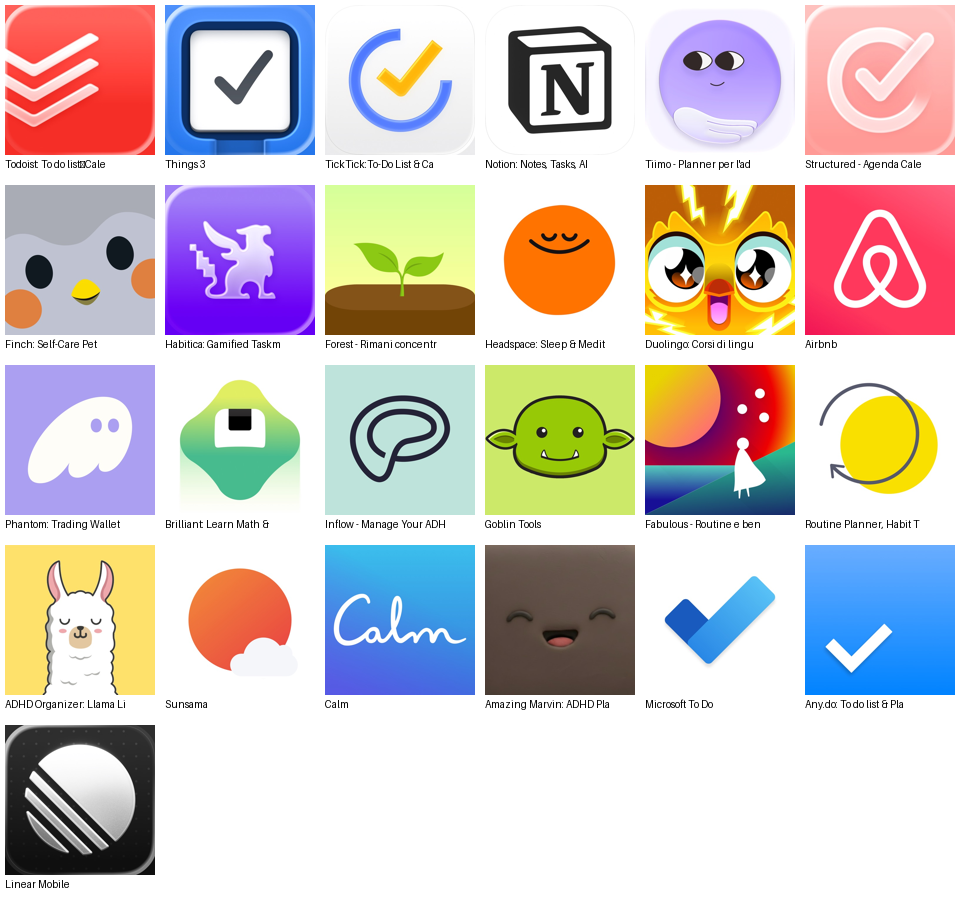 Todoist: To do list&Cale
Things 3
TickTick:To-Do List & Ca
N
Notion: Notes, Tasks, AI
Tiimo - Planner per l'ad
Structured - Agenda Cale
Finch: Self-Care Pet
Habitica: Gamified Taskm
Forest - Rimani concentr
Headspace: Sleep & Medit
Duolingo: Corsi di lingu
Airbnb
Phantom: Trading Wallet
Brilliant: Learn Math &
Inflow - Manage Your ADH
Goblin Tools
Fabulous - Routine e ben
Routine Planner, Habit T
Calm
ADHD Organizer: Llama Li
Sunsama
Calm
Amazing Marvin: ADHD Pla
Microsoft To Do
Any.do: To do list & Pla
Linear Mobile